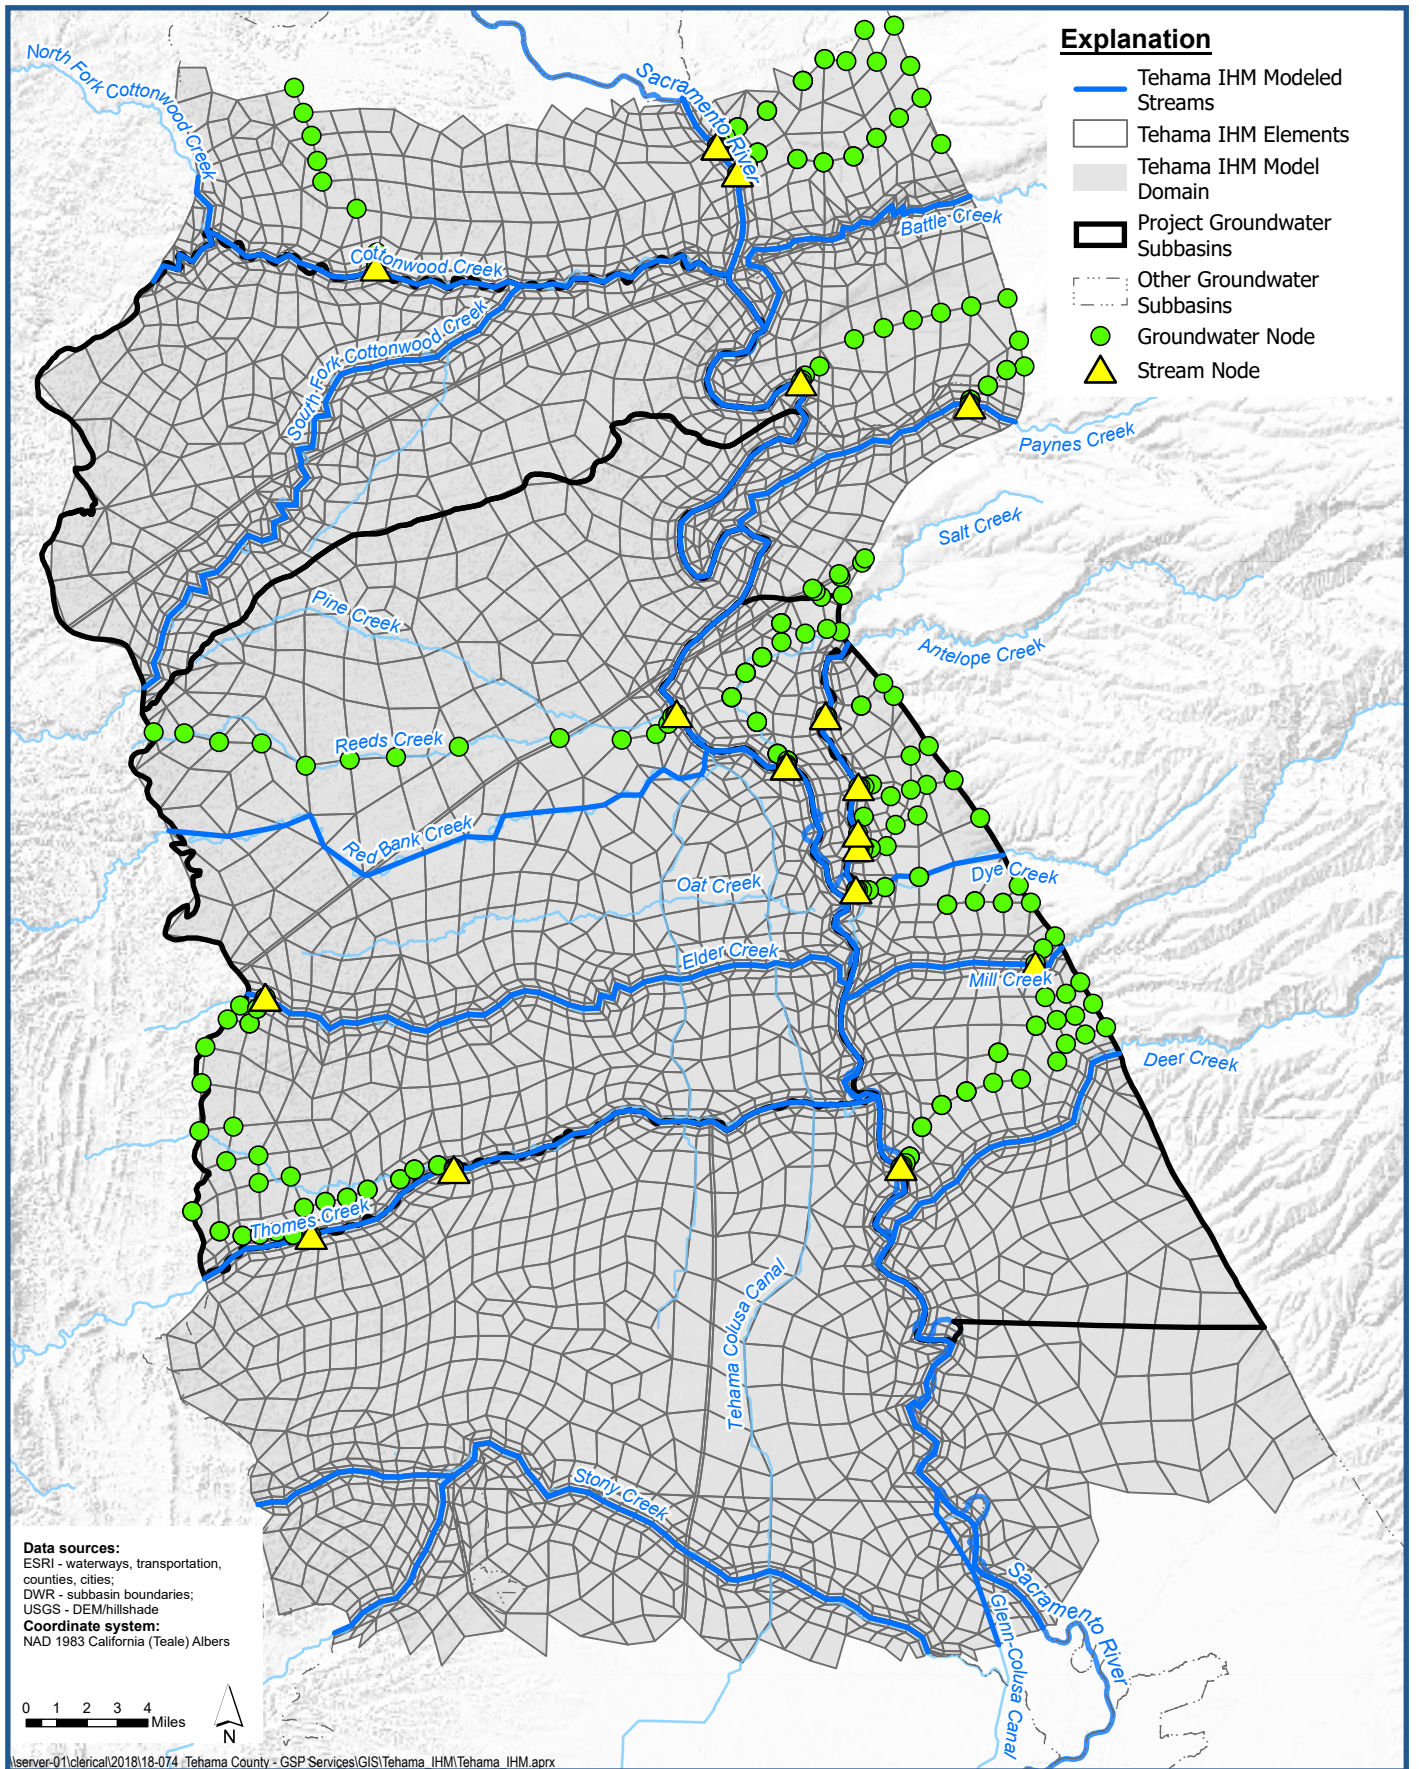 Explanation
Tehama IHM Modeled
Streams
Tehama IHM Elements
Tehama IHM Model
Domain
Project Groundwater
Subbasins
Other Groundwater
Subbasins
Groundwater Node
Stream Node
North Fork Cottonwood Creek
Sacramento River
Battle Creek
Cottonwood Creek
South Fork Cottonwood Creek
Paynes Creek
Salt Creek
Pine Creek
Antelope Creek
Reeds Creek
Red Bank Creek
Dye Creek
Oat Creek
Elder Creek
Mill Creek
Deer Creek
Thomes Creek
Tehama Colusa Canal
Stony Creek
Sacramento River
Glenn-Colusa Canal
Data sources:
ESRI - waterways, transportation,
counties, cities;
DWR - subbasin boundaries;
USGS - DEM/hillshade
Coordinate system:
NAD 1983 California (Teale) Albers
0 1 2 3 4
Miles
N
\\server-01\clerical\2018\18-074_Tehama County - GSP Services\GIS\Tehama_IHM\Tehama_IHM.aprx